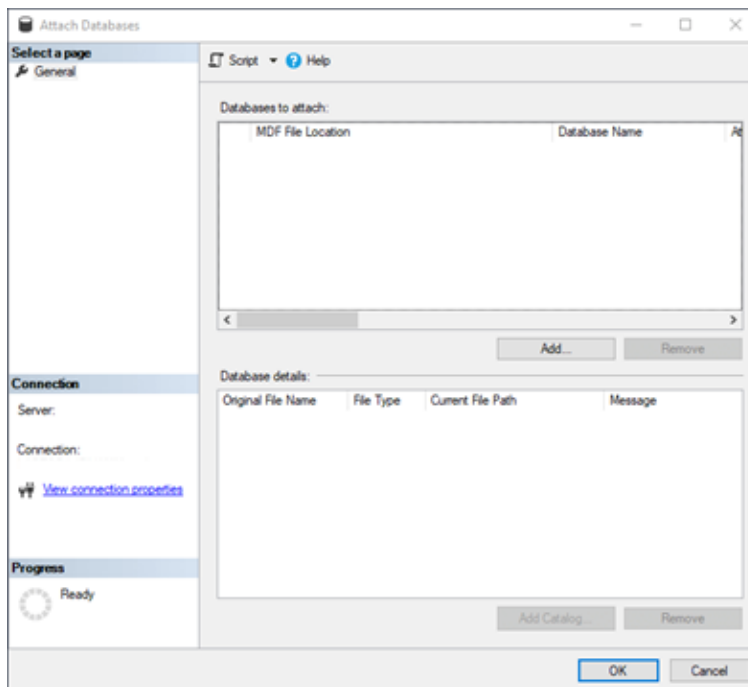 Attach Databases
Select a page
General
Script Help
Databases to attach:
MDF File Location Database Name At
Add... Remove
Database details:
Original File Name File Type Current File Path Message
Connection
Server:
Connection:
View connection properties
Progress
Ready
Add Catalog... Remove
OK Cancel